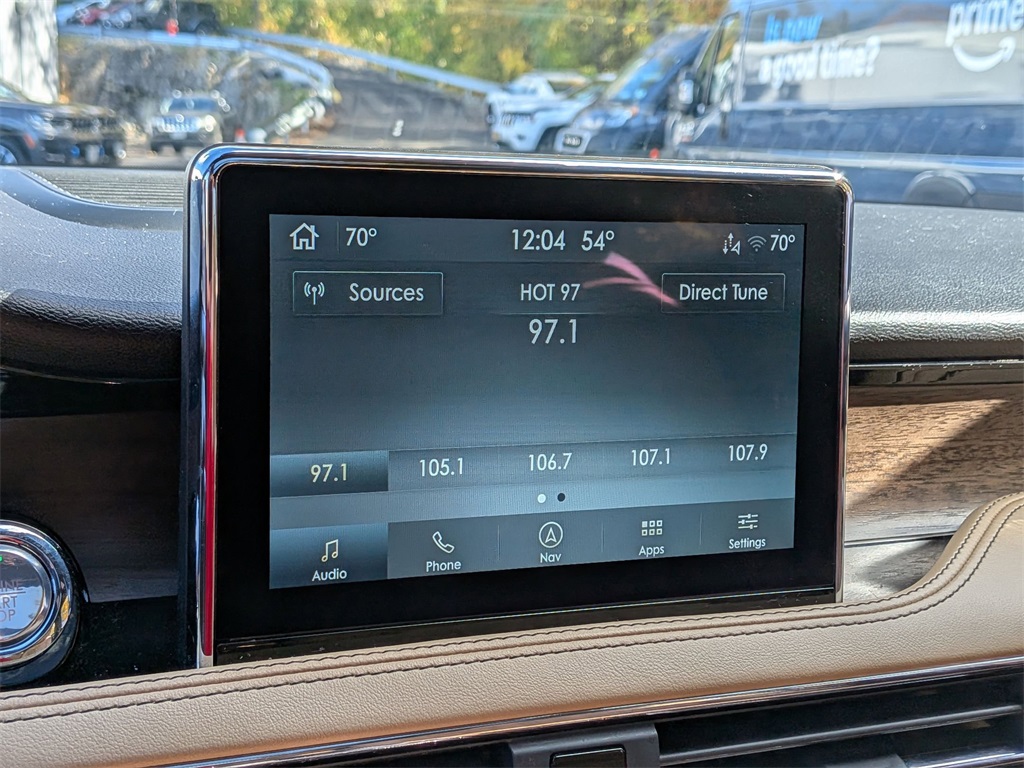 is now
a good time?
prime
70°
12:04 54°
70°
Sources
HOT 97
Direct Tune
97.1
97.1 105.1 106.7 107.1 107.9
Audio Phone Nav Apps Settings